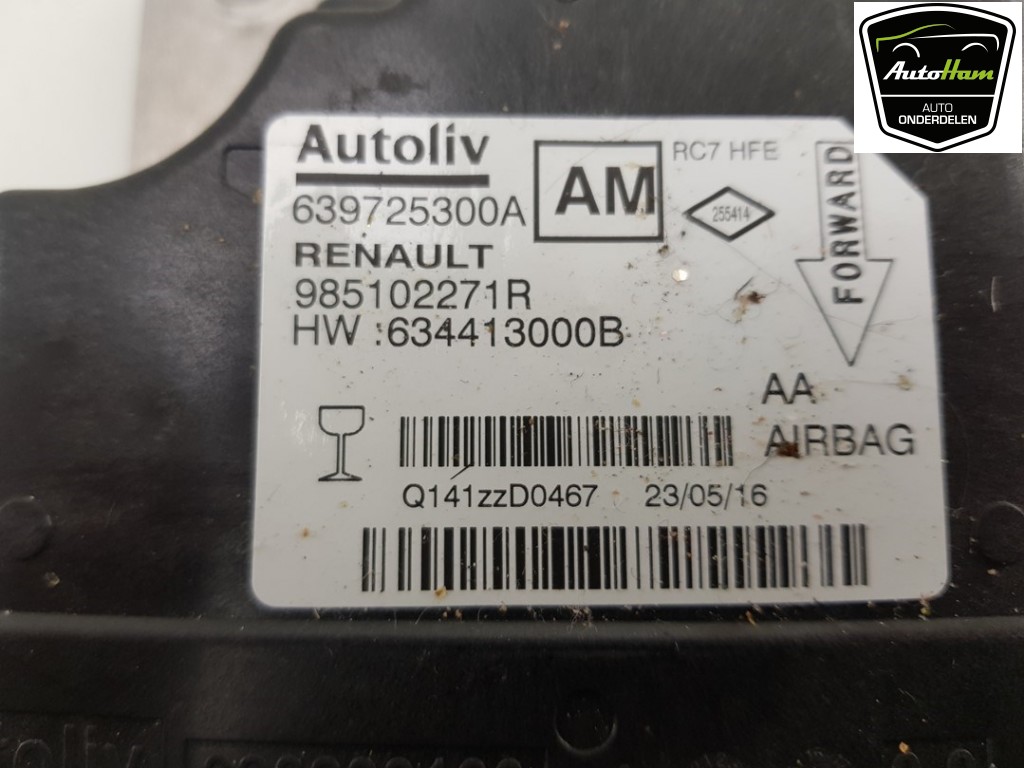 AutoHam
AUTO
ONDERDELEN
Autoliv
AM
RC7 HFE
639725300A
255414
FORWARD
RENAULT
985102271R
HW :634413000B
AA
AIRBAG
Q141zzD0467 23/05/16